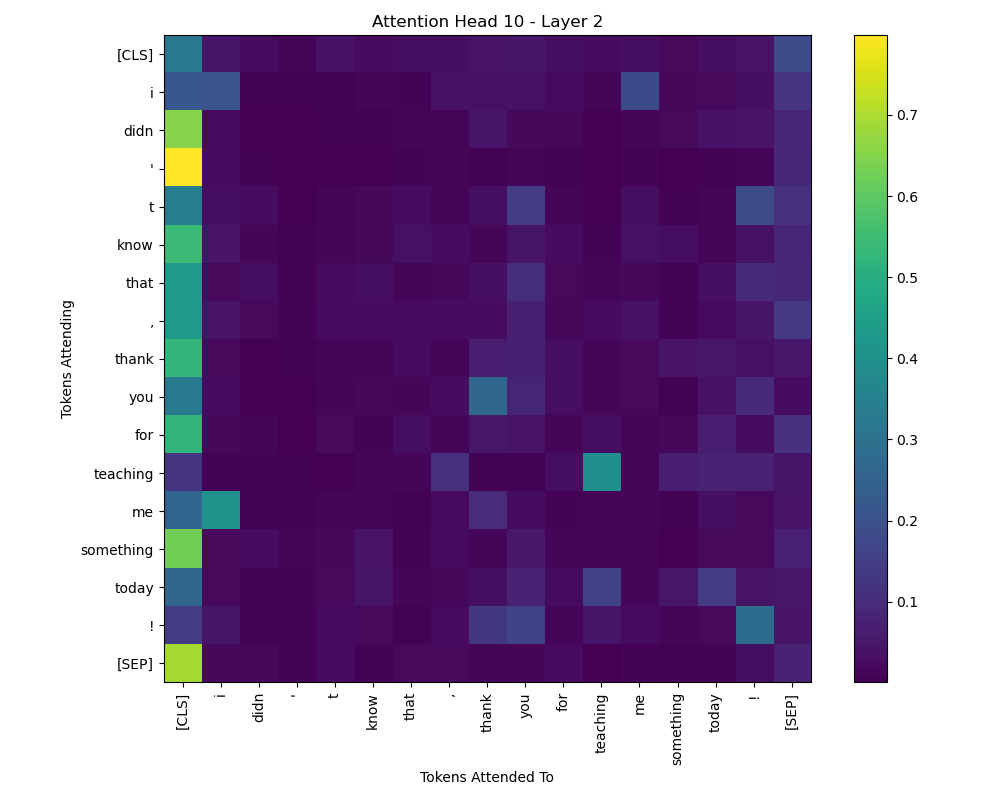 Attention Head 10 - Layer 2
Tokens Attending
[CLS]
i
didn
'
t
know
that
,
thank
you
for
teaching
me
something
today
!
[SEP]
[CLS] i didn ' t know that , thank you for teaching me something today ! [SEP]
Tokens Attended To
0.7
0.6
0.5
0.4
0.3
0.2
0.1